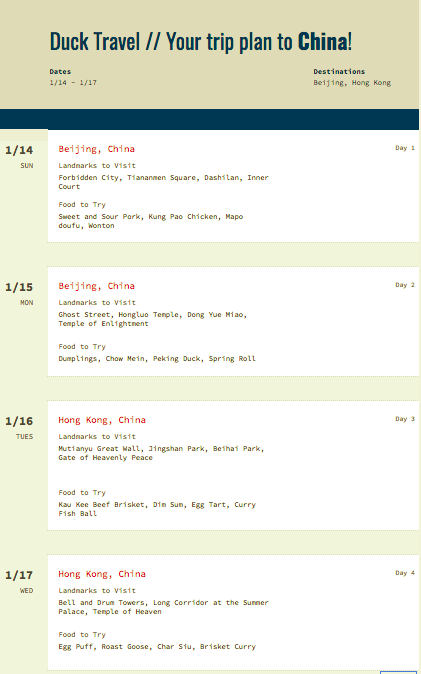 Duck Travel // Your trip plan to China!
Dates
Destinations
1/14 – 1/17
Beijing, Hong Kong
1/14
SUN
Beijing, China
Day 1
Landmarks to Visit
Forbidden City, Tiananmen Square, Dashilan, Inner
Court
Food to Try
Sweet and Sour Pork, Kung Pao Chicken, Mapo
doufu, Wonton
1/15
MON
Beijing, China
Day 2
Landmarks to Visit
Ghost Street, Hongluo Temple, Dong Yue Miao,
Temple of Enlightment
Food to Try
Dumplings, Chow Mein, Peking Duck, Spring Roll
1/16
TUES
Hong Kong, China
Day 3
Landmarks to Visit
Mutianyu Great Wall, Jingshan Park, Beihai Park,
Gate of Heavenly Peace
Food to Try
Kau Kee Beef Brisket, Dim Sum, Egg Tart, Curry
Fish Ball
1/17
WED
Hong Kong, China
Day 4
Landmarks to Visit
Bell and Drum Towers, Long Corridor at the Summer
Palace, Temple of Heaven
Food to Try
Egg Puff, Roast Goose, Char Siu, Brisket Curry